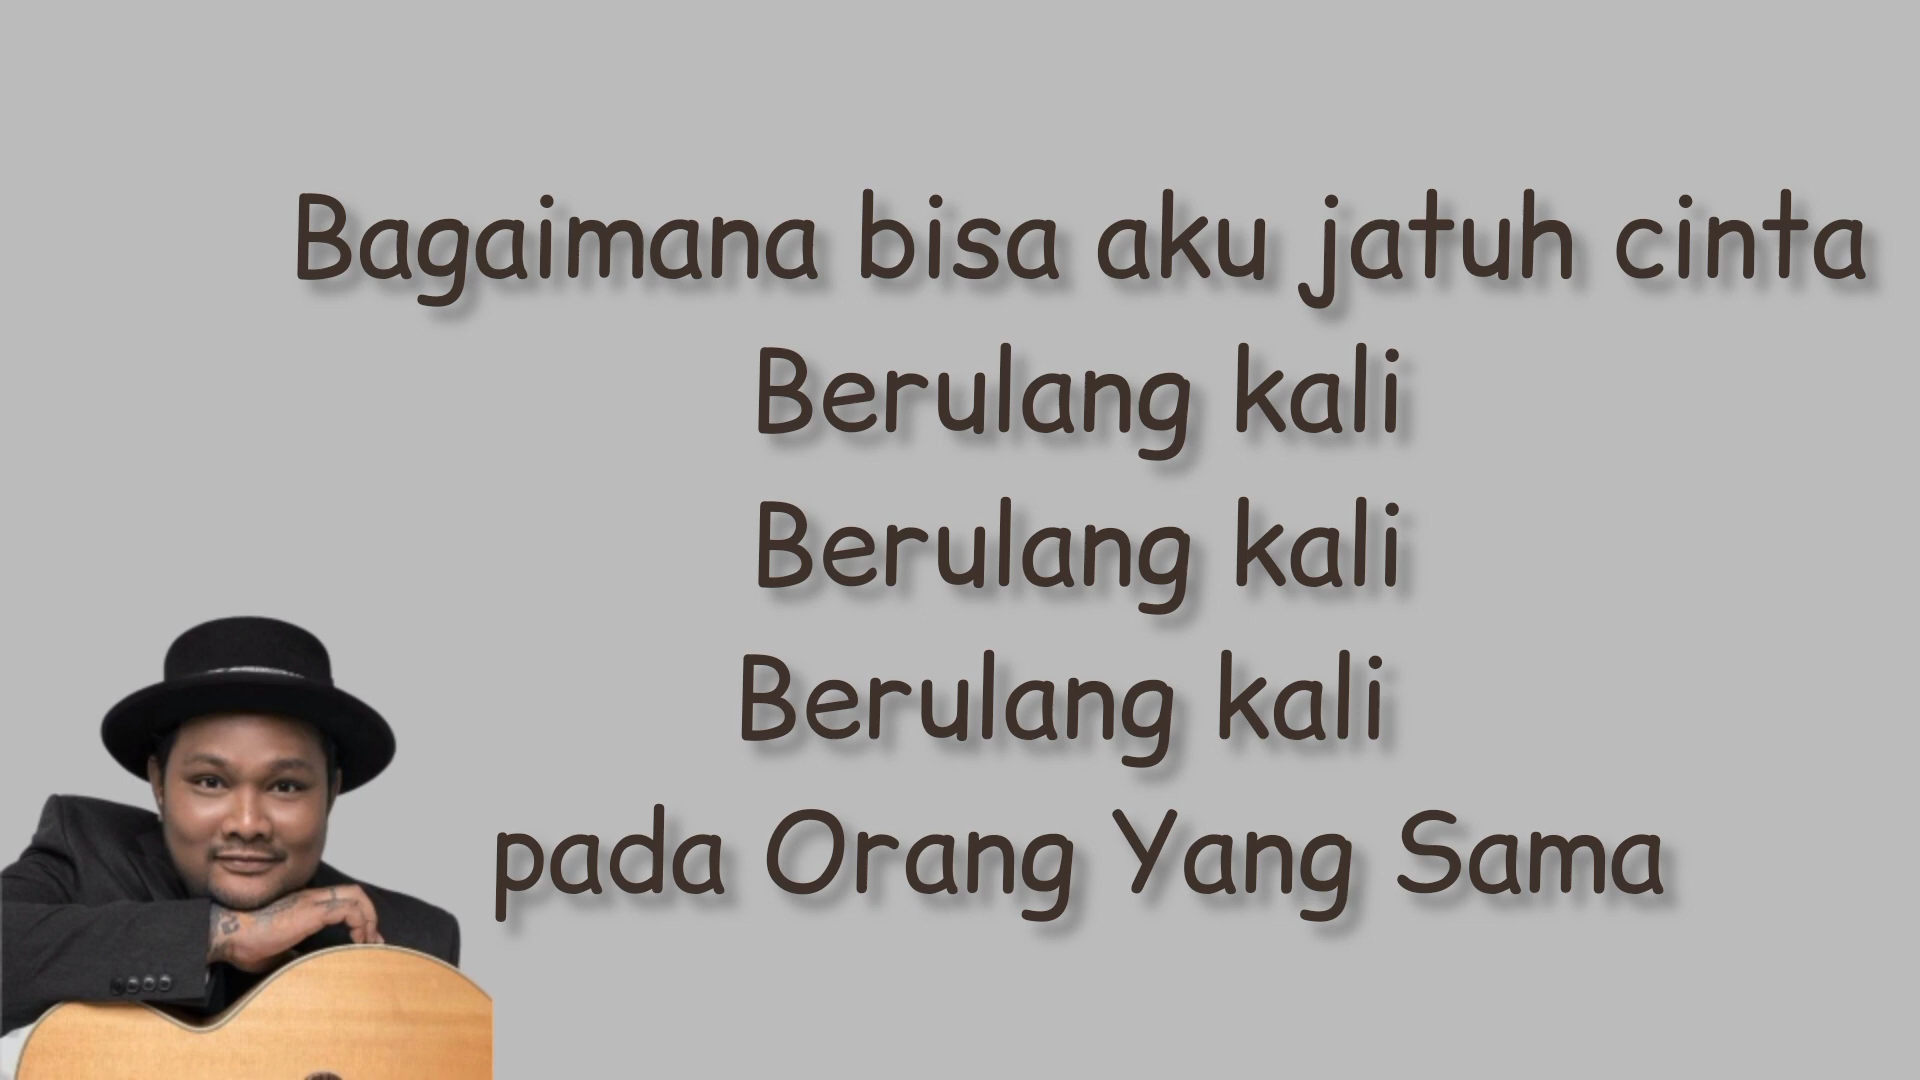 Bagaimana bisa aku jatuh cinta
Berulang kali
Berulang kali
Berulang kali
pada Orang Yang Sama